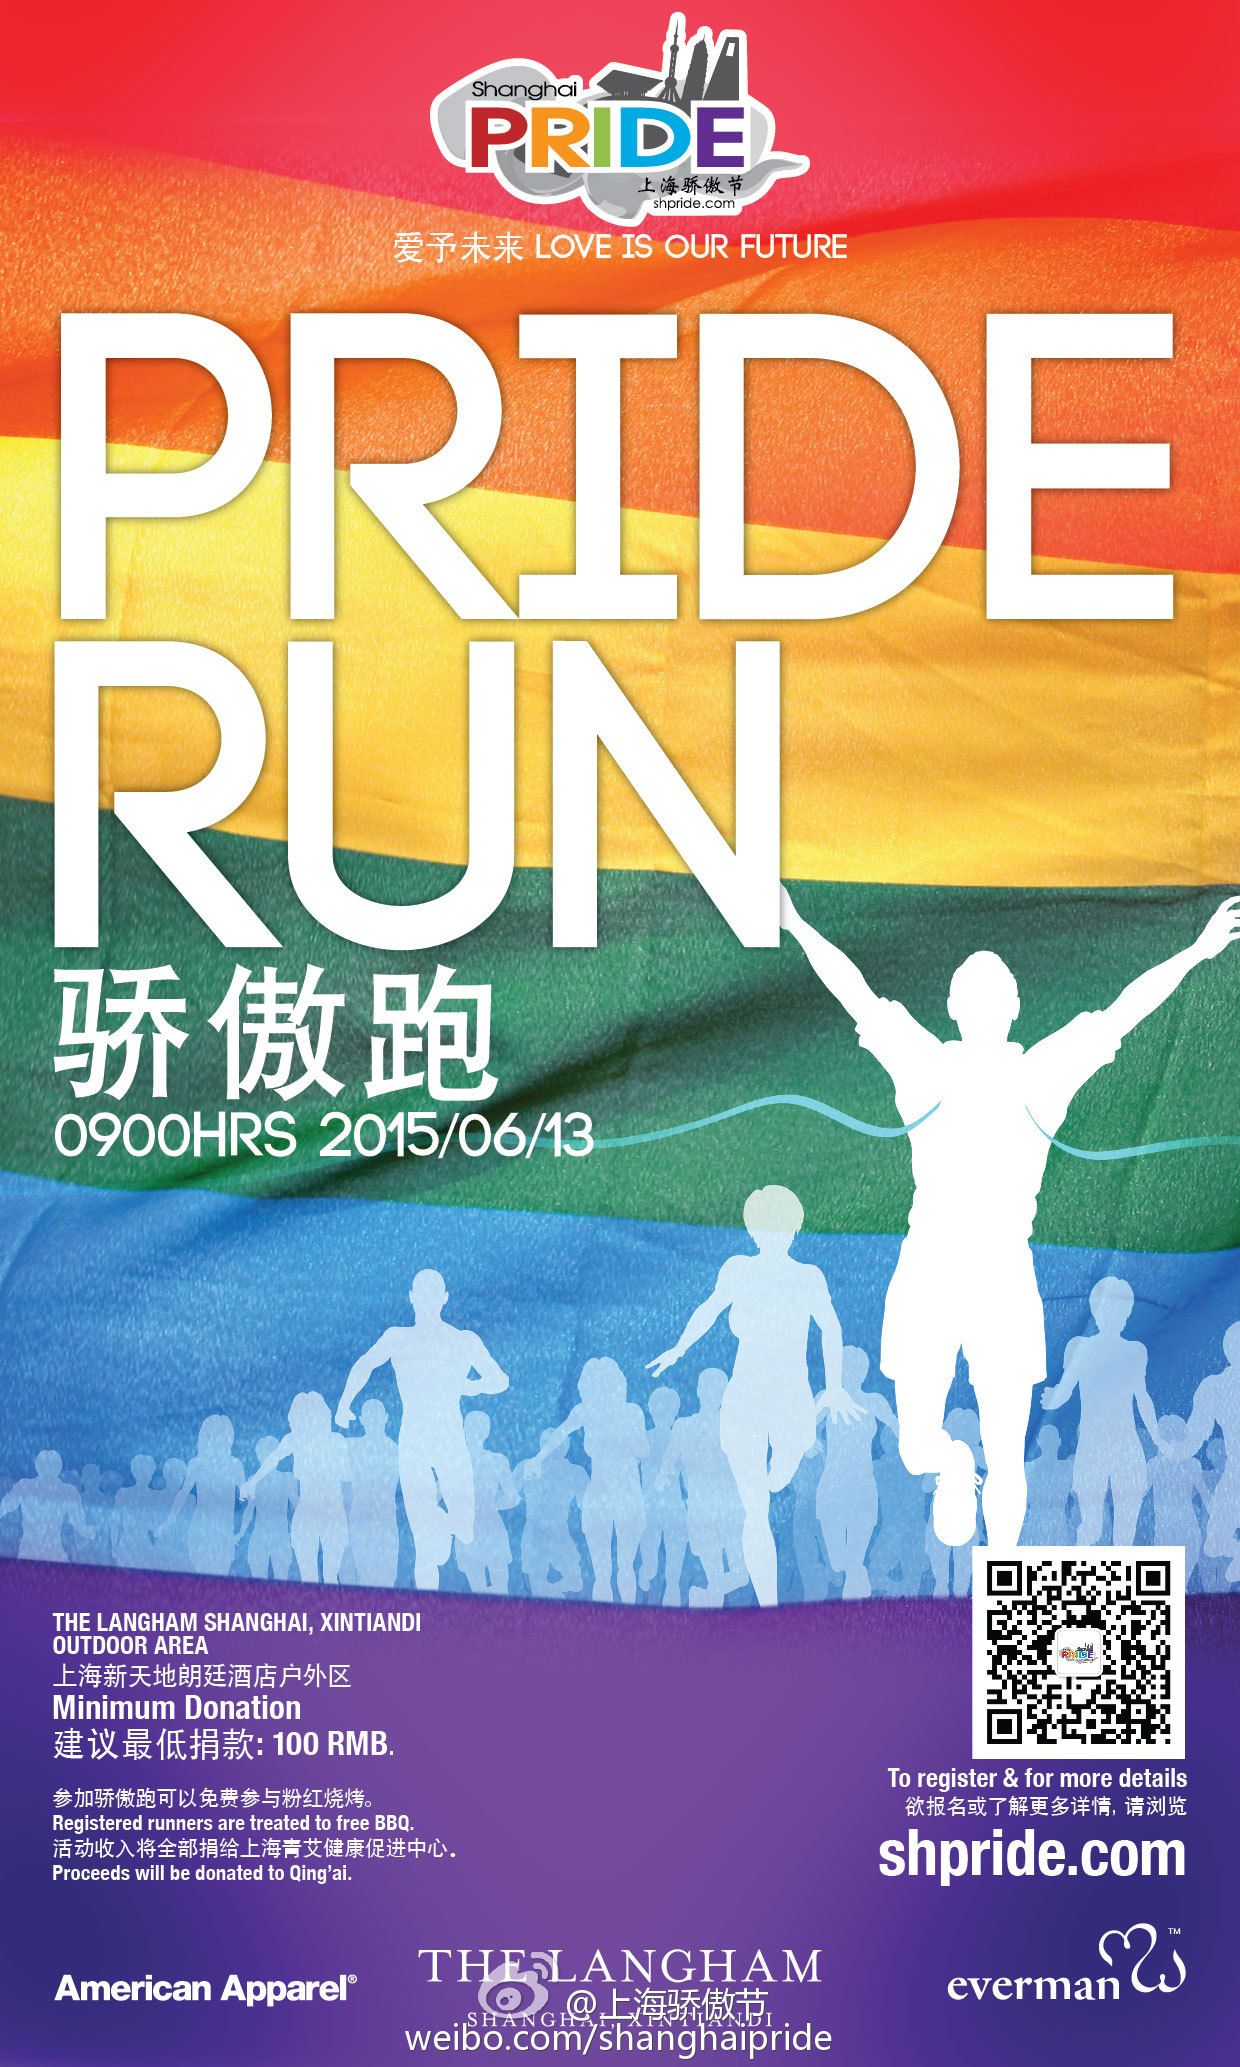 Shanghai
PRIDE
上海骄傲节
shpride.com
爱予未来 LOVE IS OUR FUTURE
PRIDE
RUN
骄傲跑
0900HRS 2015/06/13
THE LANGHAM SHANGHAI, XINTIANDI
OUTDOOR AREA
上海新天地朗廷酒店户外区
Minimum Donation
建议最低捐款: 100 RMB.
参加骄傲跑可以免费参与粉红烧烤。
Registered runners are treated to free BBQ.
活动收入将全部捐给上海青艾健康促进中心.
Proceeds will be donated to Qing'ai.
PRIDE
To register & for more details
欲报名或了解更多详情, 请浏览
shpride.com
American Apparel®
THE LANGHAM
SHANGHAI, XINTIANDI
@上海骄傲节
weibo.com/shanghaipride
everman™